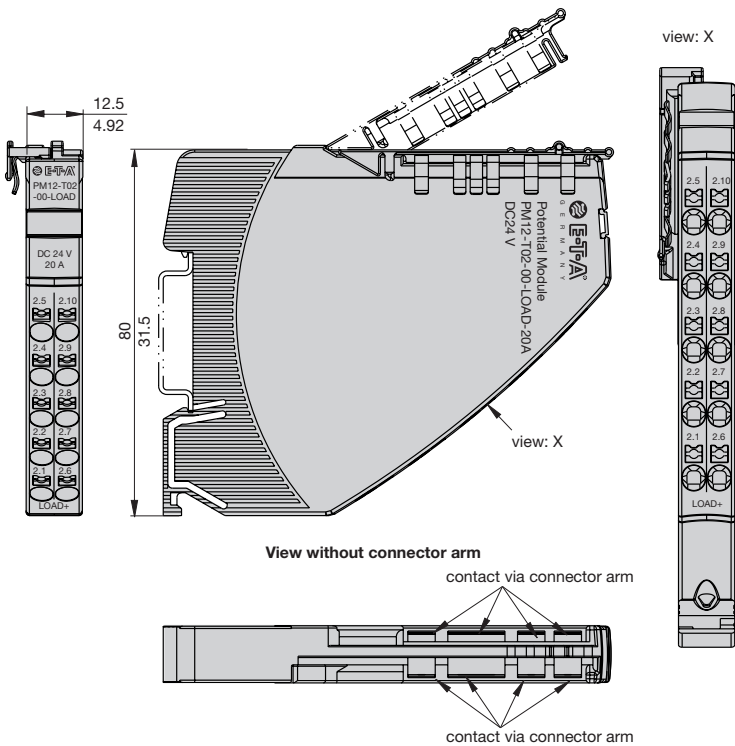 view: X
12.5
4.92
E-T-A
PM12-T02
-00-LOAD
DC 24 V
20 A
2.5 2.10
2.4 2.9
2.3 2.8
2.2 2.7
2.1 2.6
LOAD+
80
31.5
E-T-A
GERMANY
Potential Module
PM12-T02-00-LOAD-20A
DC24 V
view: X
2.5 2.10
2.4 2.9
2.3 2.8
2.2 2.7
2.1 2.6
LOAD+
View without connector arm
contact via connector arm
contact via connector arm